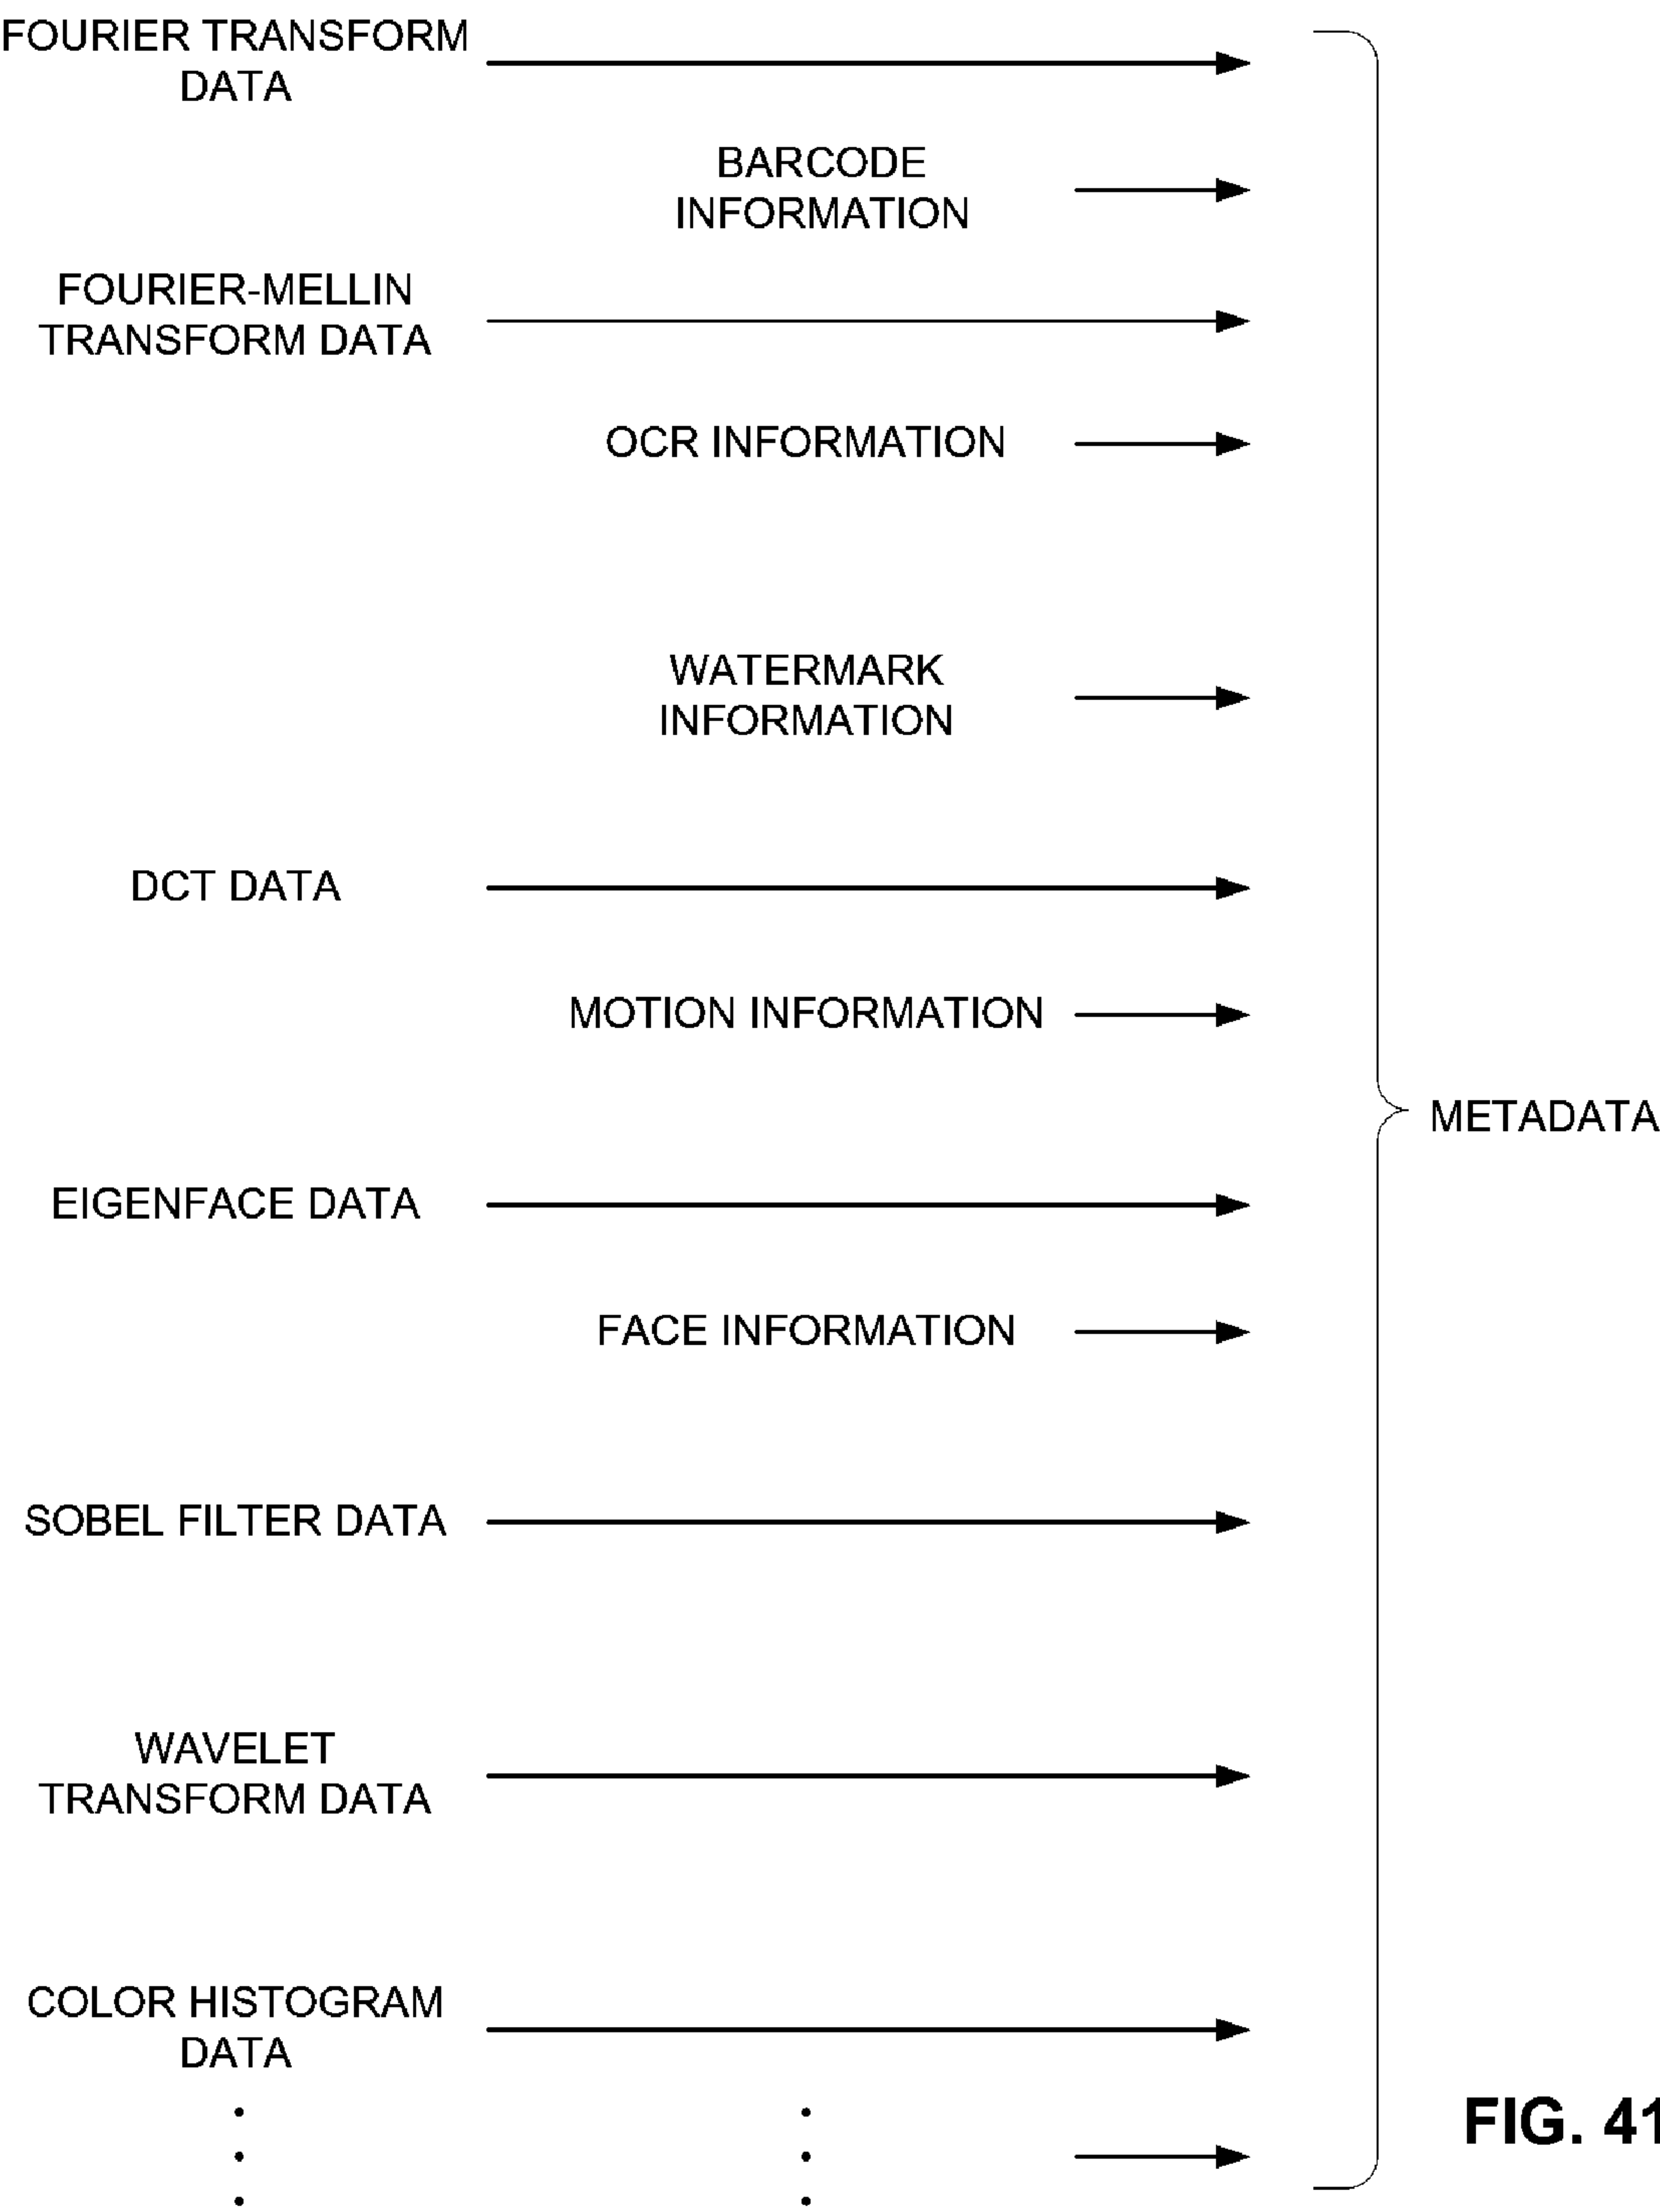 FOURIER TRANSFORM
DATA
BARCODE
INFORMATION
FOURIER-MELLIN
TRANSFORM DATA
OCR INFORMATION
WATERMARK
INFORMATION
DCT DATA
MOTION INFORMATION
METADATA
EIGENFACE DATA
FACE INFORMATION
SOBEL FILTER DATA
WAVELET
TRANSFORM DATA
COLOR HISTOGRAM
DATA
FIG. 41